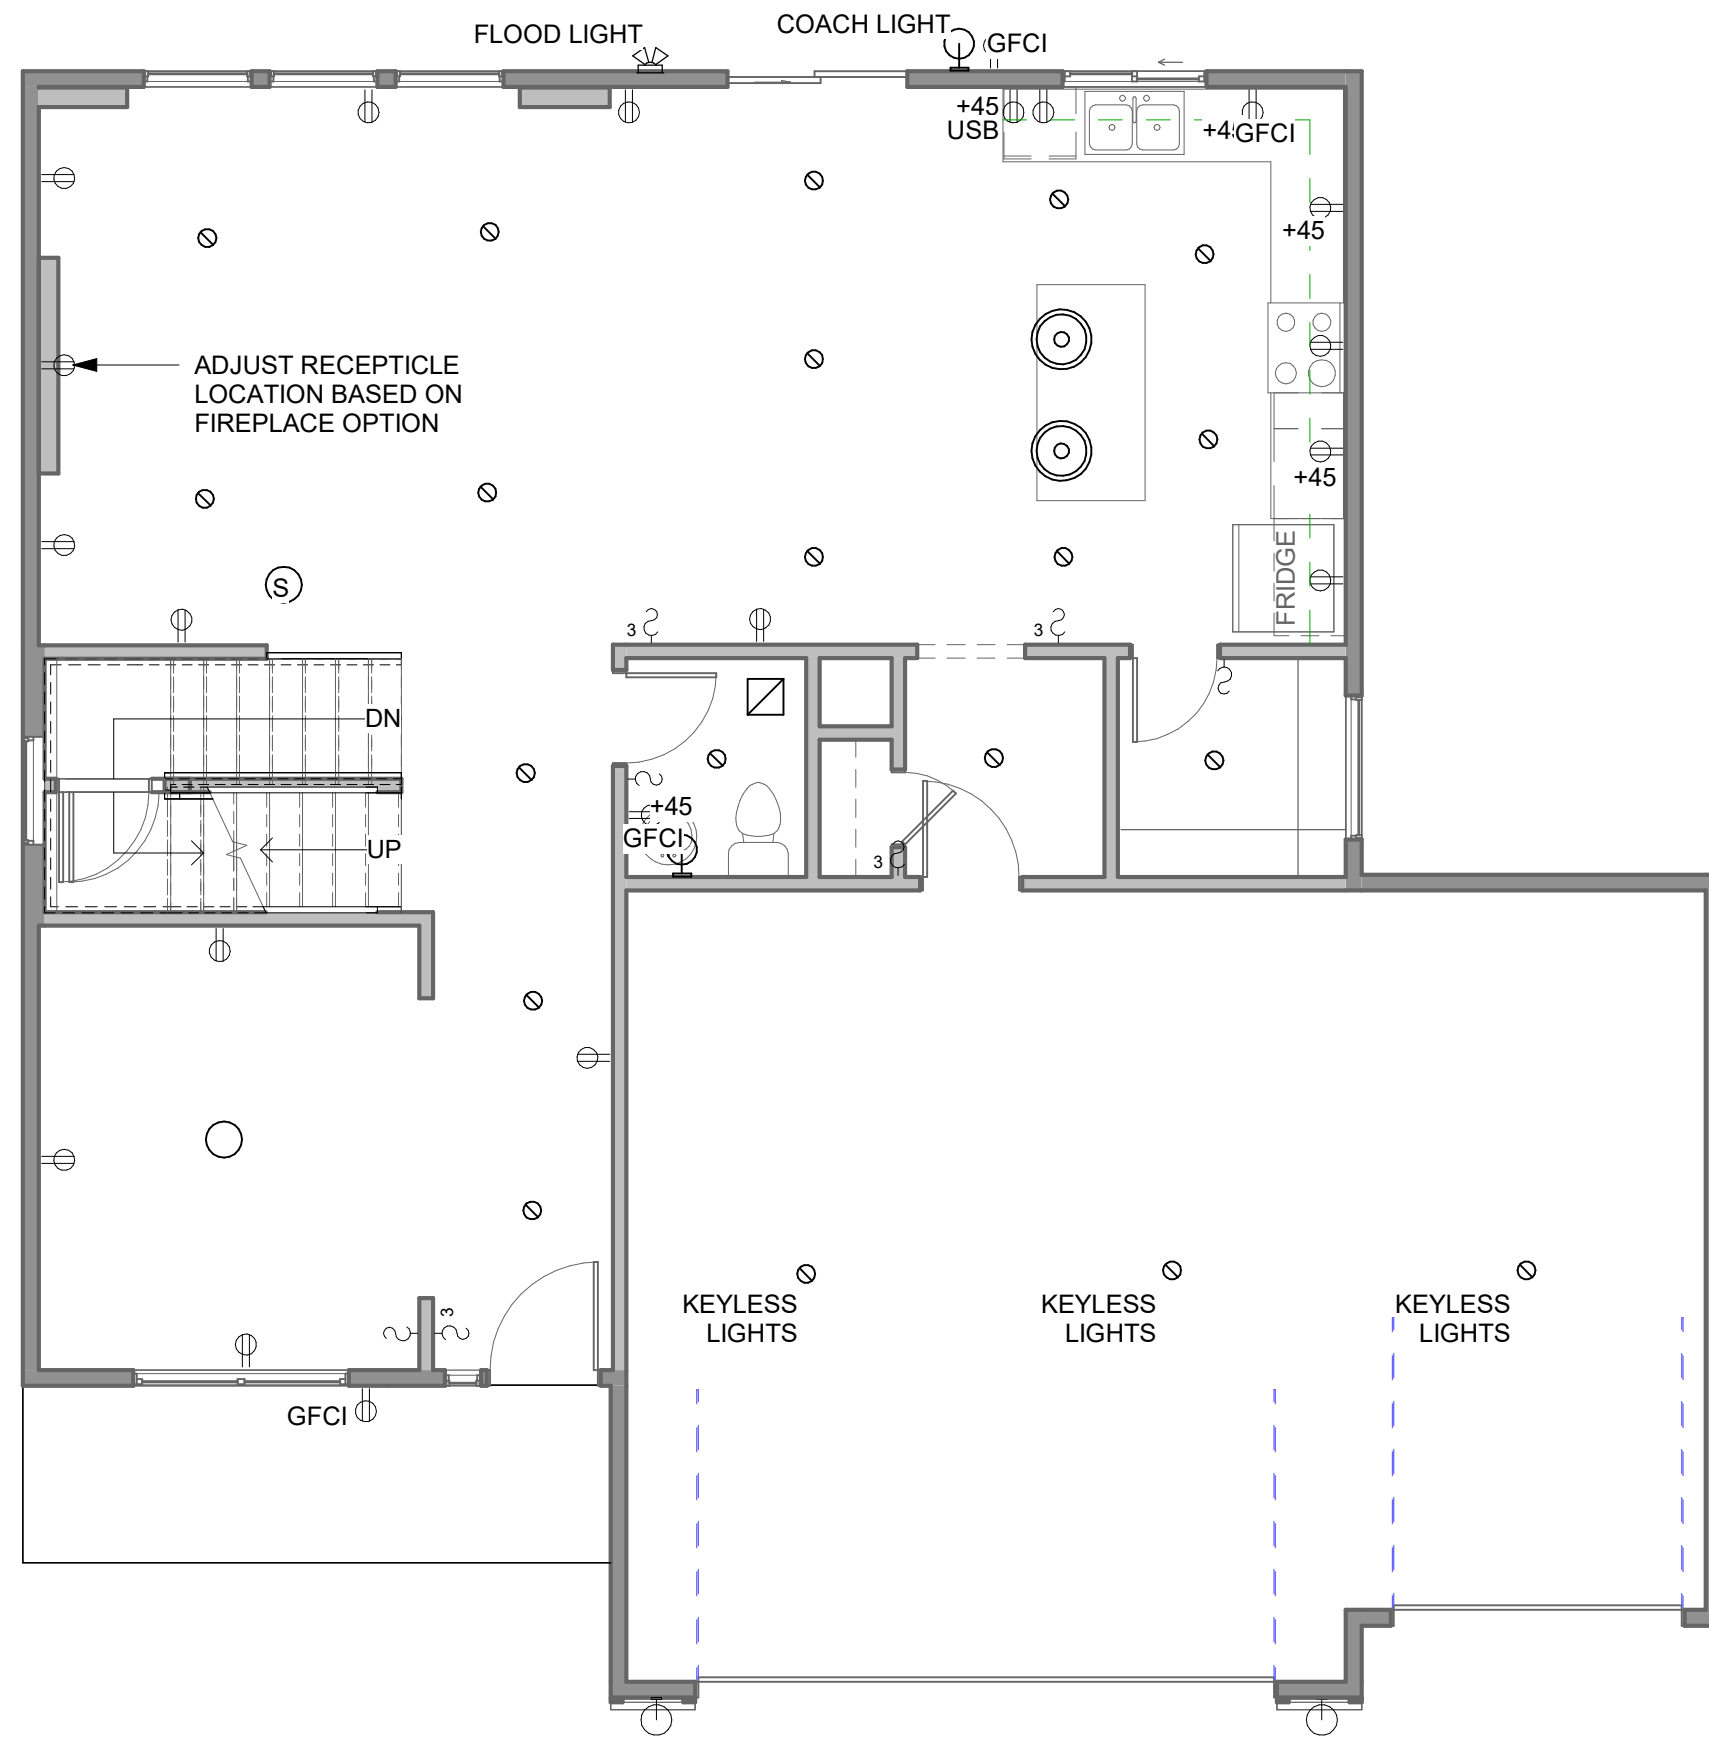 FLOOD LIGHT
COACH LIGHT
GFCI
+45
USB
GFCI
+45
ADJUST RECEPTICLE
LOCATION BASED ON
FIREPLACE OPTION
+45
FRIDGE
S
3
3
DN
UP
+45
GFCI
3
3
KEYLESS
LIGHTS
KEYLESS
LIGHTS
KEYLESS
LIGHTS
GFCI